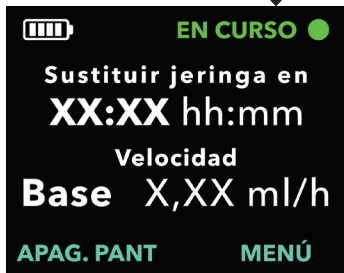 EN CURSO
Sustituir jeringa en
XX:XX hh:mm
Velocidad
Base X,XX ml/h
APAG. PANT MENÚ